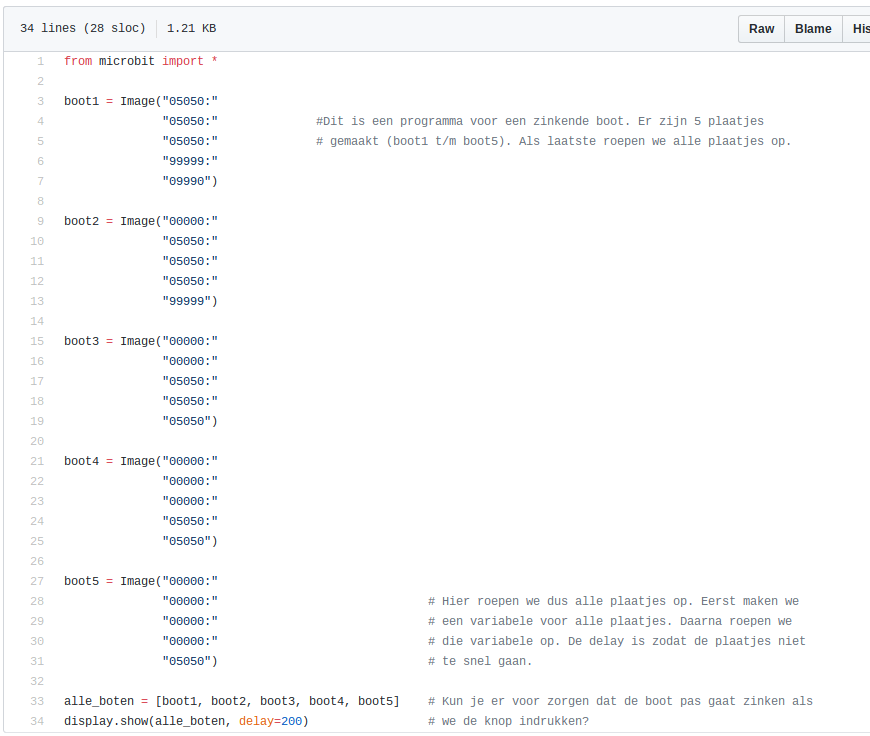 34 lines (28 sloc) 1.21 KB Raw Blame His
1 from microbit import *
2
3 boot1 = Image("05050:"
4 "05050:" #Dit is een programma voor een zinkende boot. Er zijn 5 plaatjes
5 "05050:" # gemaakt (boot1 t/m boot5). Als laatste roepen we alle plaatjes op.
6 "99999:"
7 "09990")
8
9 boot2 = Image("00000:"
10 "05050:"
11 "05050:"
12 "05050:"
13 "99999")
14
15 boot3 = Image("00000:"
16 "00000:"
17 "05050:"
18 "05050:"
19 "05050")
20
21 boot4 = Image("00000:"
22 "00000:"
23 "00000:"
24 "05050:"
25 "05050")
26
27 boot5 = Image("00000:"
28 "00000:" # Hier roepen we dus alle plaatjes op. Eerst maken we
29 "00000:" # een variabele voor alle plaatjes. Daarna roepen we
30 "00000:" # die variabele op. De delay is zodat de plaatjes niet
31 "05050") # te snel gaan.
32
33 alle_boten = [boot1, boot2, boot3, boot4, boot5] # Kun je er voor zorgen dat de boot pas gaat zinken als
34 display.show(alle_boten, delay=200) # we de knop indrukken?